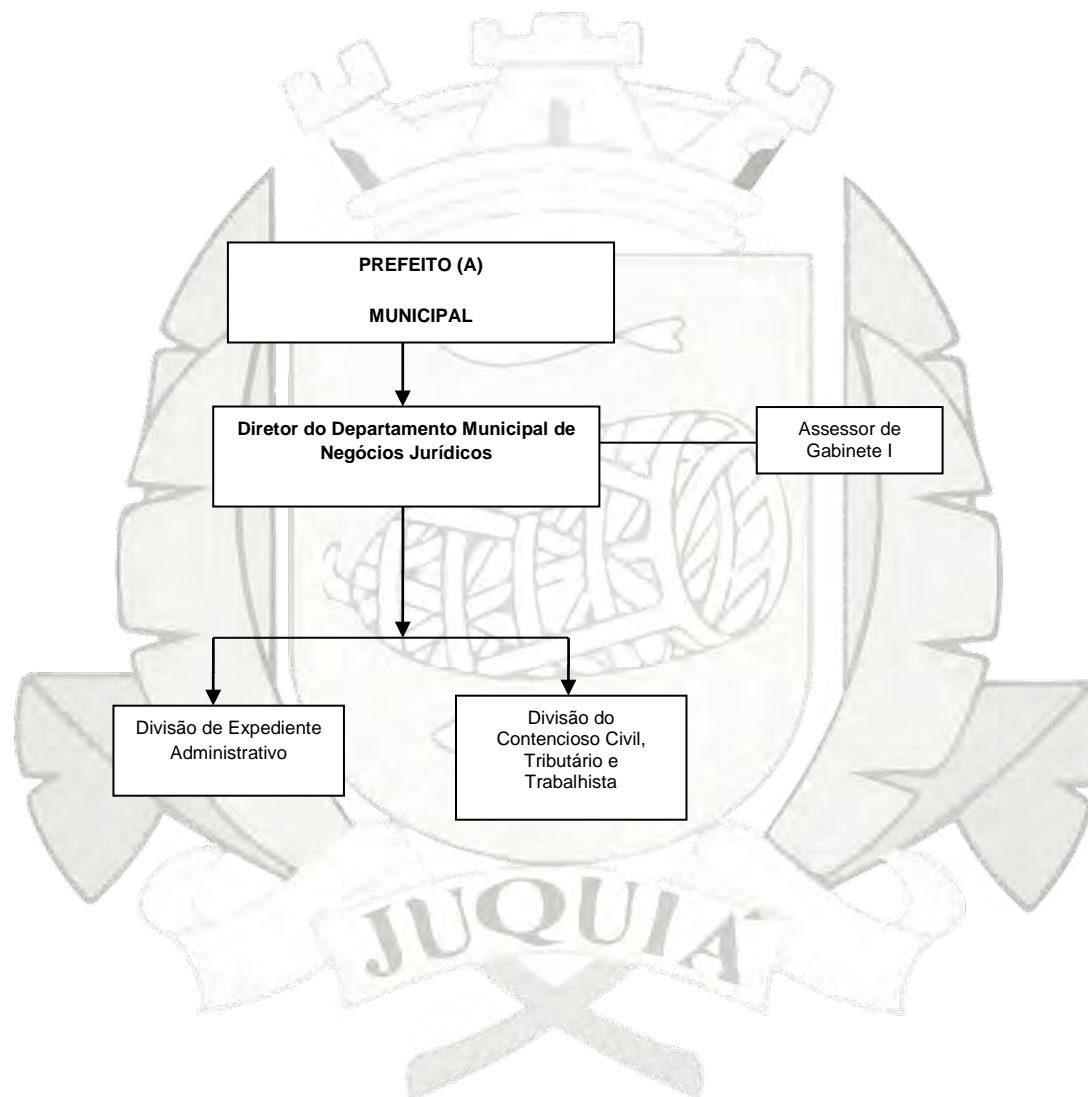 PREFEITO (A)
MUNICIPAL
Diretor do Departamento Municipal de
Negócios Jurídicos
Assessor de
Gabinete I
Divisão de Expediente
Administrativo
Divisão do
Contencioso Civil,
Tributário e
Trabalhista
JUQUIÁ